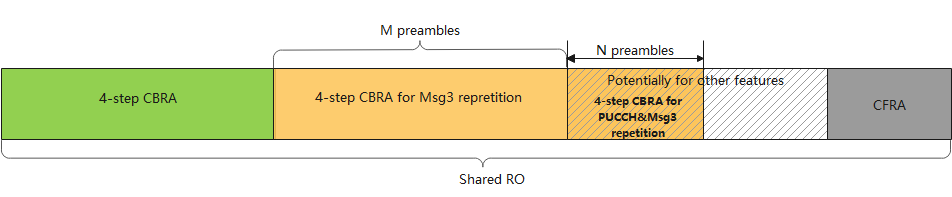 M preambles
N preambles
4-step CBRA
4-step CBRA for Msg3 repretition
Potentially for other features
4-step CBRA for
PUCCH&Msg3
repetition
CFRA
Shared RO